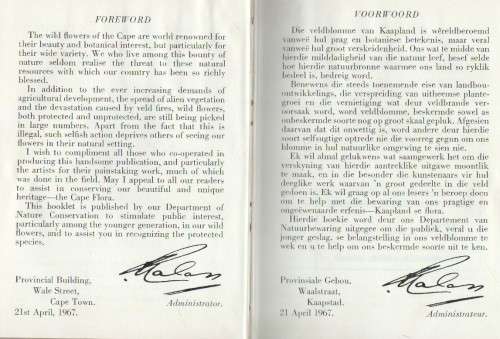 FOREWORD
The wild flowers of the Cape are world renowned for
their beauty and botanical interest, but particularly for
their wide variety. We who live among this bounty
of nature seldom realise the threat to these natural
resources with which our country has been so richly
blessed.
In addition to the ever increasing demands of
agricultural development, the spread of alien vegetation
and the devastation caused by veld fires, wild flowers,
both protected and unprotected, are still being picked
in large numbers. Apart from the fact that this is
illegal, such selfish action deprives others of seeing our
flowers in their natural setting.
I wish to compliment all those who co-operated in
producing this handsome publication, and particularly
the artists for their painstaking work, much of which
was done in the field. May I appeal to all our readers
to assist in conserving our beautiful and unique
heritage—the Cape Flora.
This booklet is published by our Department of
Nature Conservation to stimulate public interest,
particularly among the younger generation, in our wild
flowers, and to assist you in recognizing the protected
species.
Malan
Provincial Building,
Wale Street,
Cape Town.
Administrator.
21st April, 1967.
VOORWOORD
Die veldblomme van Kaapland is wêreldberoemd
vanweë hul prag en botaniese betekenis, maar veral
vanweë hul groot verskeidenheid. Ons wat te midde van
hierdie milddadigheid van die natuur leef, besef selde
hoe hierdie natuurbronne waarmee ons land so ryklik
bedeel is, bedreig word.
Benewens die steeds toenemende eise van landbou-
ontwikkelings, die verspreiding van uitheemse plante-
groei en die vernietiging wat deur veldbrande ver-
oorsaak word, word veldblomme, beskermde sowel as
onbeskermde soorte nog op groot skaal gepluk. Afgesien
daarvan dat dit onwettig is, word andere deur hierdie
soort selfsugtige optrede nie die voorreg gegun om ons
blomme in hul natuurlike omgewing te sien nie.
Ek wil almal gelukwens wat saamgewerk het om die
verskyning van hierdie aantreklike uitgawe moontlik
te maak, en in die besonder die kunstenaars vir hul
deeglike werk waarvan 'n groot gedeelte in die veld
gedoen is. Ek wil graag op al ons lesers 'n beroep doen
om te help met die bewaring van ons pragtige en
ongeëwenaarde erfenis—Kaapland se flora.
Hierdie boekie word deur ons Departement van
Natuurbewaring uitgegee om die publiek, veral die
jonger geslag, se belangstelling in ons veldblomme te
wek en u te help om ons beskermde soorte uit te ken.
Malan
Provinsiale Gebou,
Waalstraat,
Kaapstad.
Administrateur.
21 April, 1967.